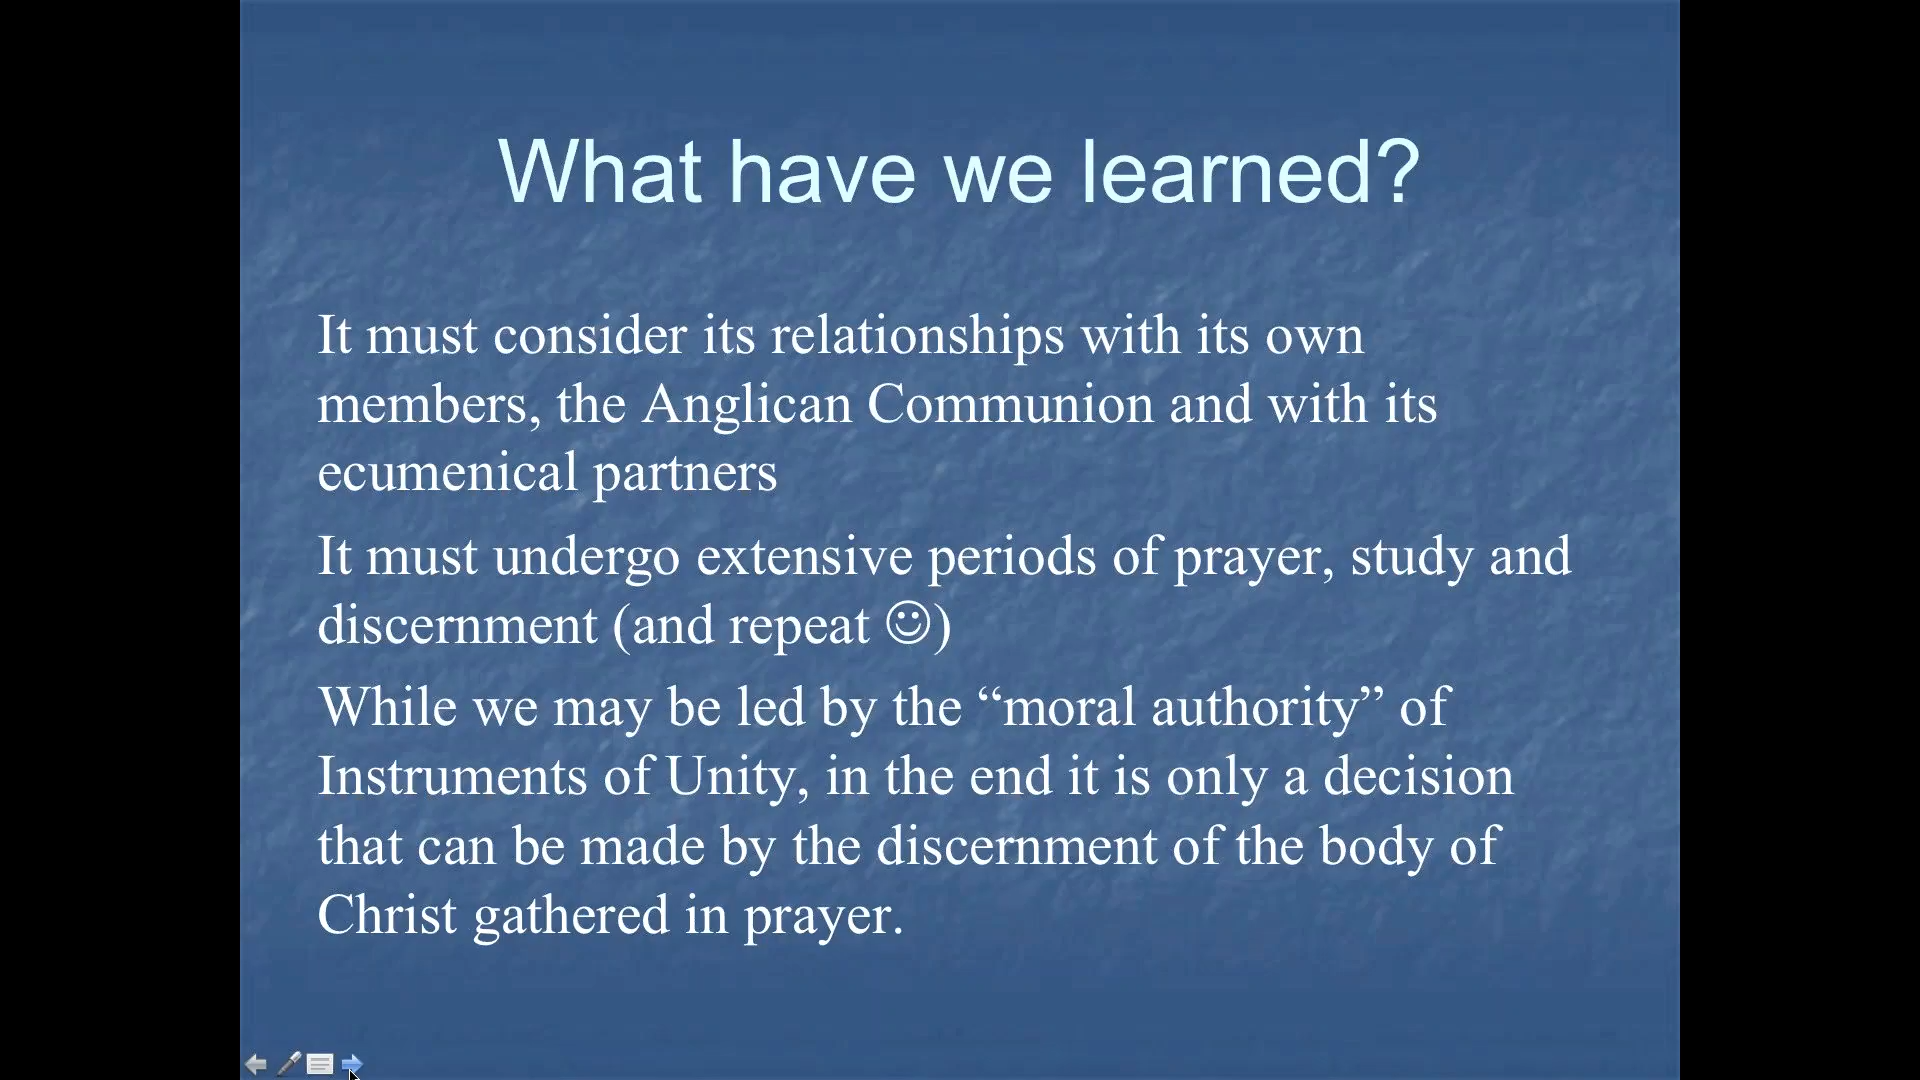 What have we learned?
It must consider its relationships with its own
members, the Anglican Communion and with its
ecumenical partners
It must undergo extensive periods of prayer, study and
discernment (and repeat ☺)
While we may be led by the “moral authority” of
Instruments of Unity, in the end it is only a decision
that can be made by the discernment of the body of
Christ gathered in prayer.